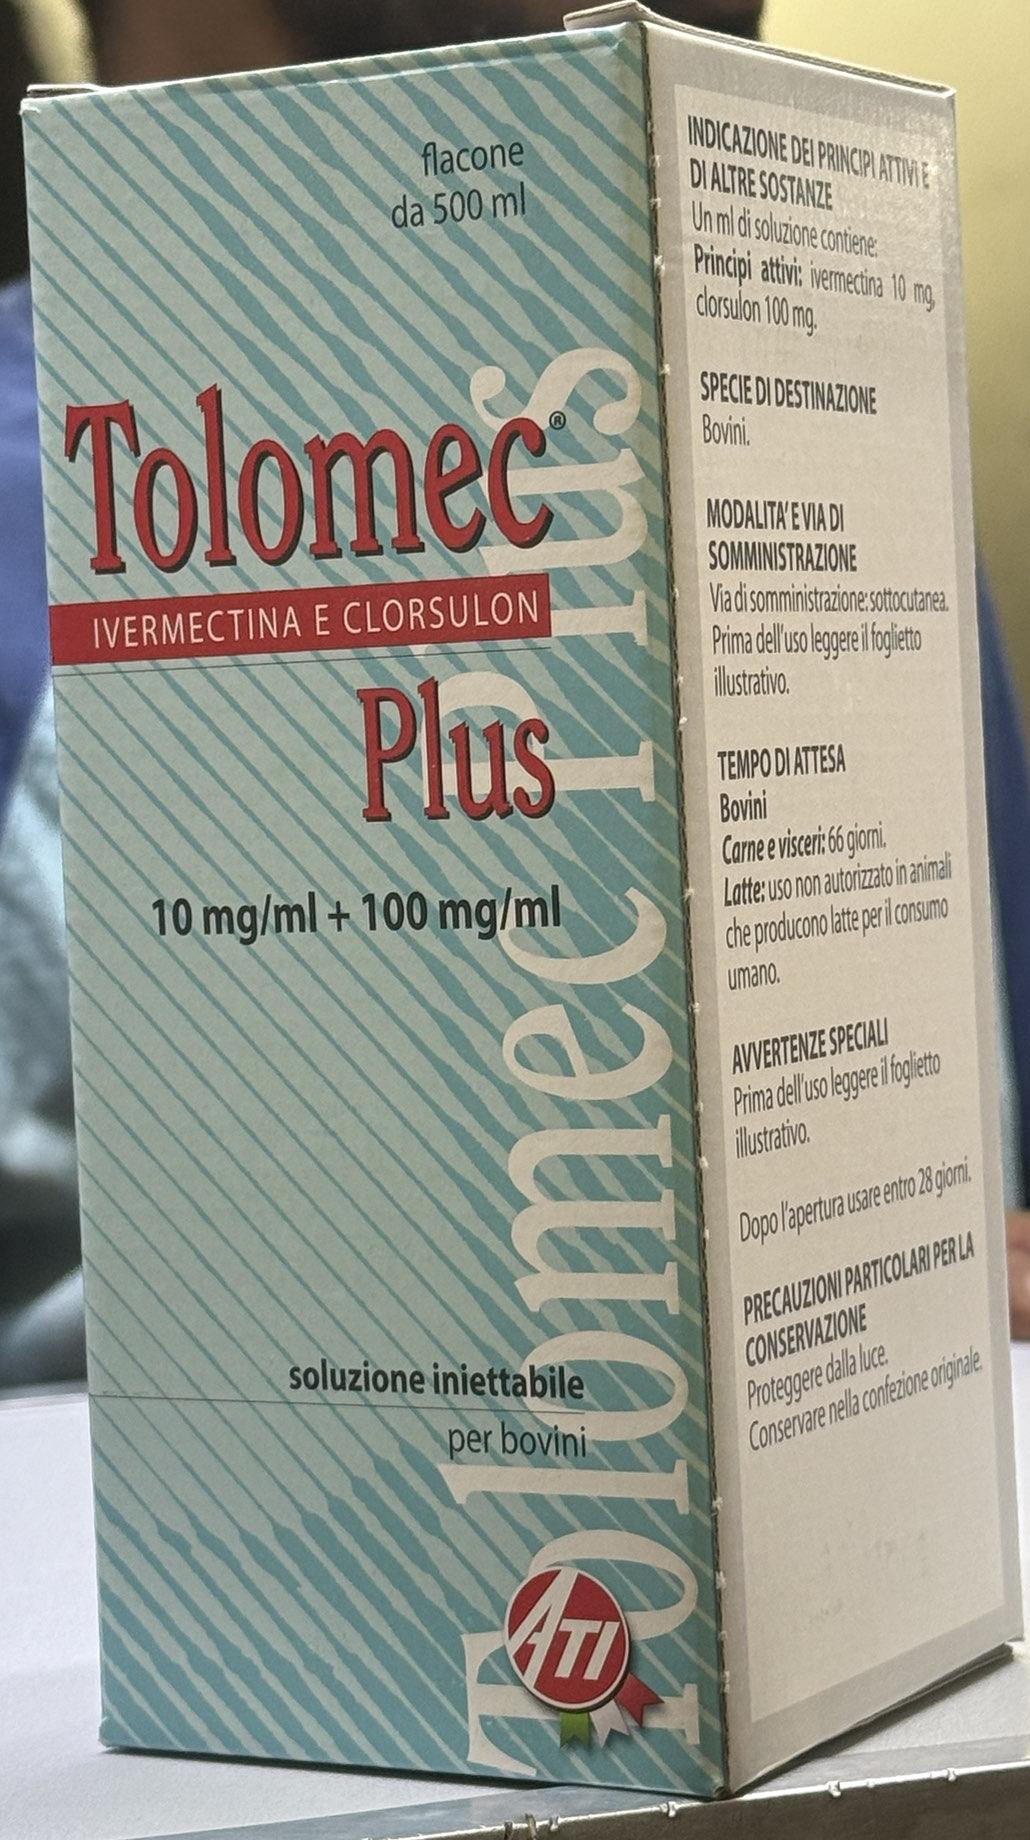 flacone
da 500 ml
Tolomec®
IVERMECTINA E CLORSULON
Plus
10 mg/ml + 100 mg/ml
soluzione iniettabile
per bovini
Tolomec Plus
ATI
INDICAZIONE DEI PRINCIPI ATTIVI E
DI ALTRE SOSTANZE
Un ml di soluzione contiene:
Principi attivi: ivermectina 10 mg,
clorsulon 100 mg.
SPECIE DI DESTINAZIONE
Bovini.
MODALITA' E VIA DI
SOMMINISTRAZIONE
Via di somministrazione: sottocutanea.
Prima dell'uso leggere il foglietto
illustrativo.
TEMPO DI ATTESA
Bovini
Carne e visceri: 66 giorni.
Latte: uso non autorizzato in animali
che producono latte per il consumo
umano.
AVVERTENZE SPECIALI
Prima dell'uso leggere il foglietto
illustrativo.
Dopo l'apertura usare entro 28 giorni.
PRECAUZIONI PARTICOLARI PER LA
CONSERVAZIONE
Proteggere dalla luce.
Conservare nella confezione originale.